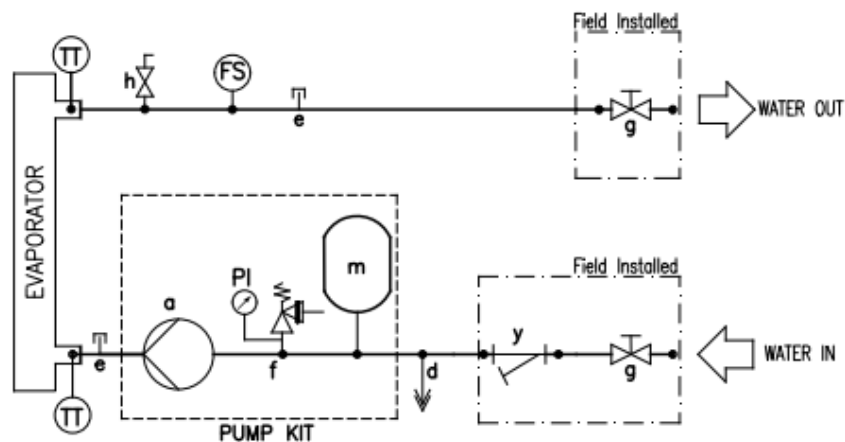 Field Installed
TT
h
FS
e
g
WATER OUT
EVAPORATOR
m
Field Installed
PI
a
y
e
f
d
g
WATER IN
TT
PUMP KIT